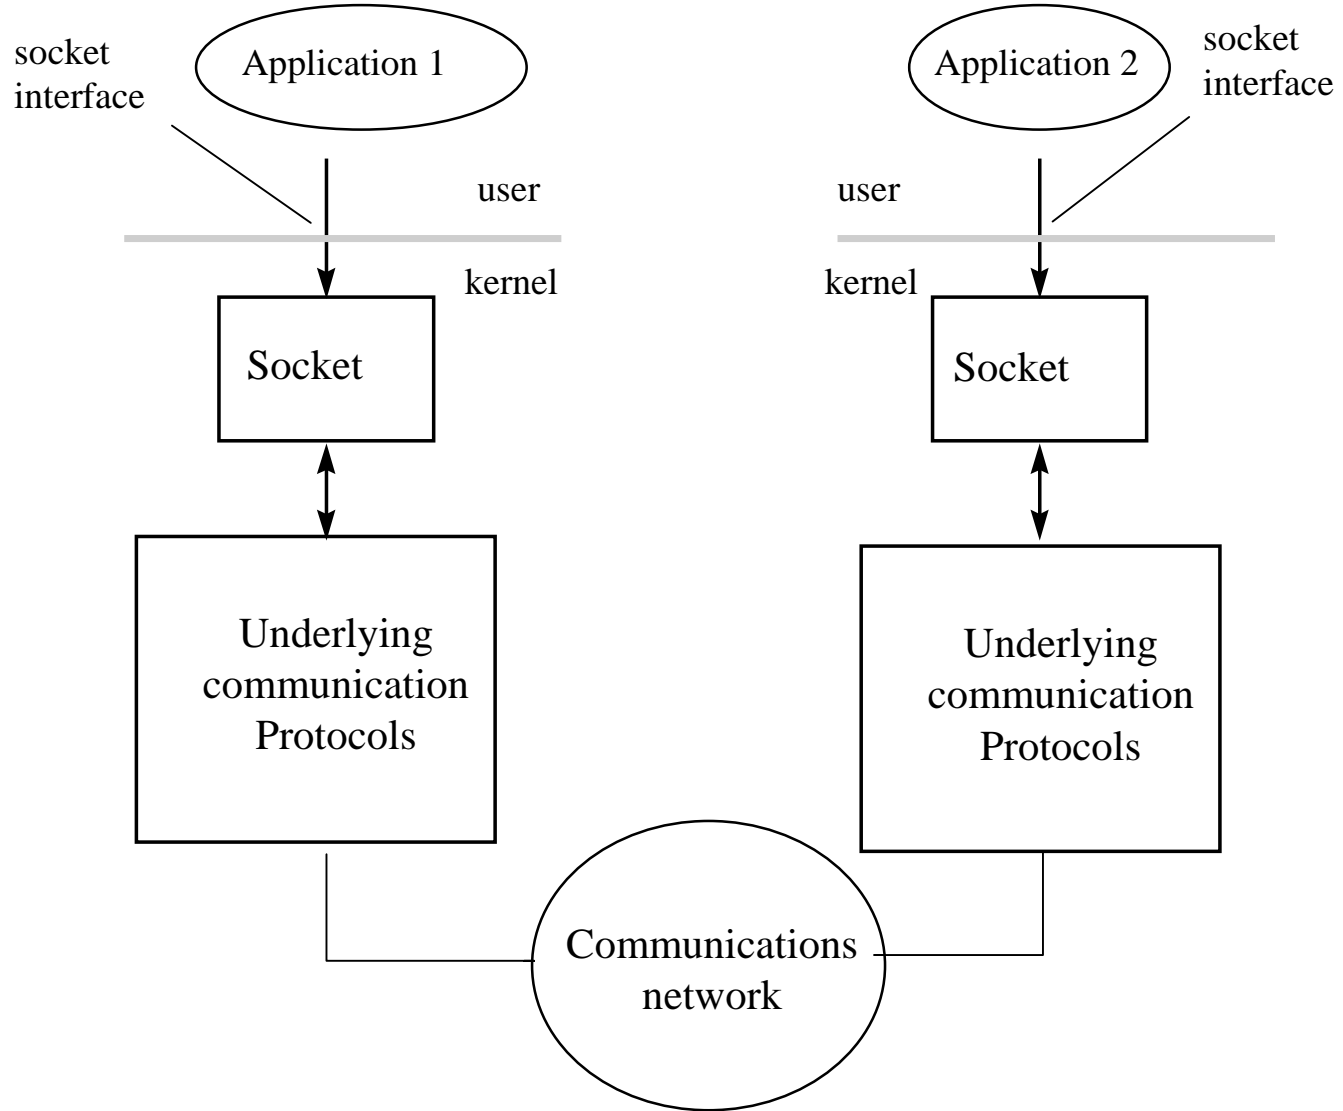 socket
interface
Application 1
user
kernel
Socket
Underlying
communication
Protocols
Application 2
socket
interface
user
kernel
Socket
Underlying
communication
Protocols
Communications
network